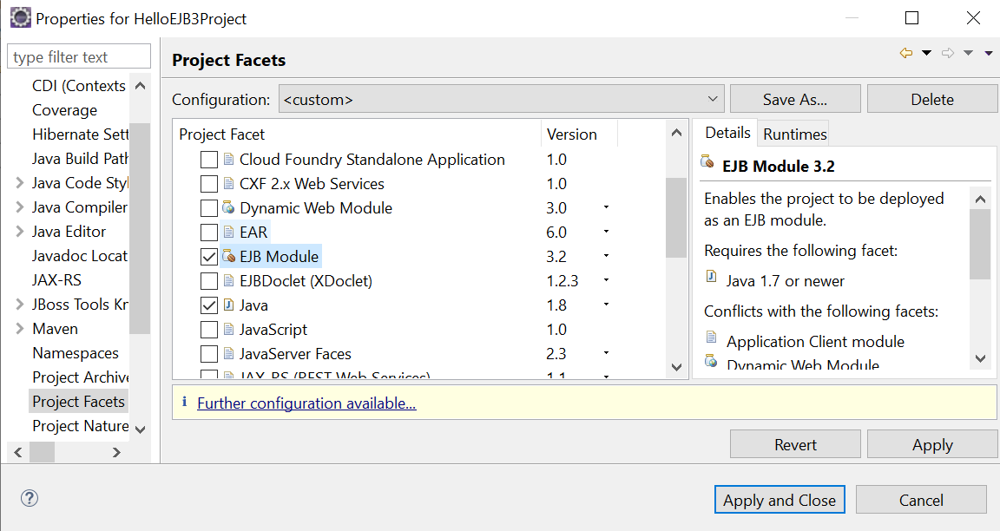 Properties for HelloEJB3Project
type filter text
CDI (Contexts
Coverage
Hibernate Sett
Java Build Path
Java Code Styl
Java Compiler
Java Editor
Javadoc Locat
JAX-RS
JBoss Tools Kn
Maven
Namespaces
Project Archive
Project Facets
Project Nature
Project Facets
Configuration: <custom> Save As... Delete
Project Facet Version
Cloud Foundry Standalone Application 1.0
CXF 2.x Web Services 1.0
Dynamic Web Module 3.0
EAR 6.0
EJB Module 3.2
EJBDoclet (XDoclet) 1.2.3
Java 1.8
JavaScript 1.0
JavaServer Faces 2.3
JAX-RS (REST Web Services) 1.1
Details Runtimes
EJB Module 3.2
Enables the project to be deployed
as an EJB module.
Requires the following facet:
Java 1.7 or newer
Conflicts with the following facets:
Application Client module
Dynamic Web Module
i Further configuration available...
Revert Apply
? Apply and Close Cancel